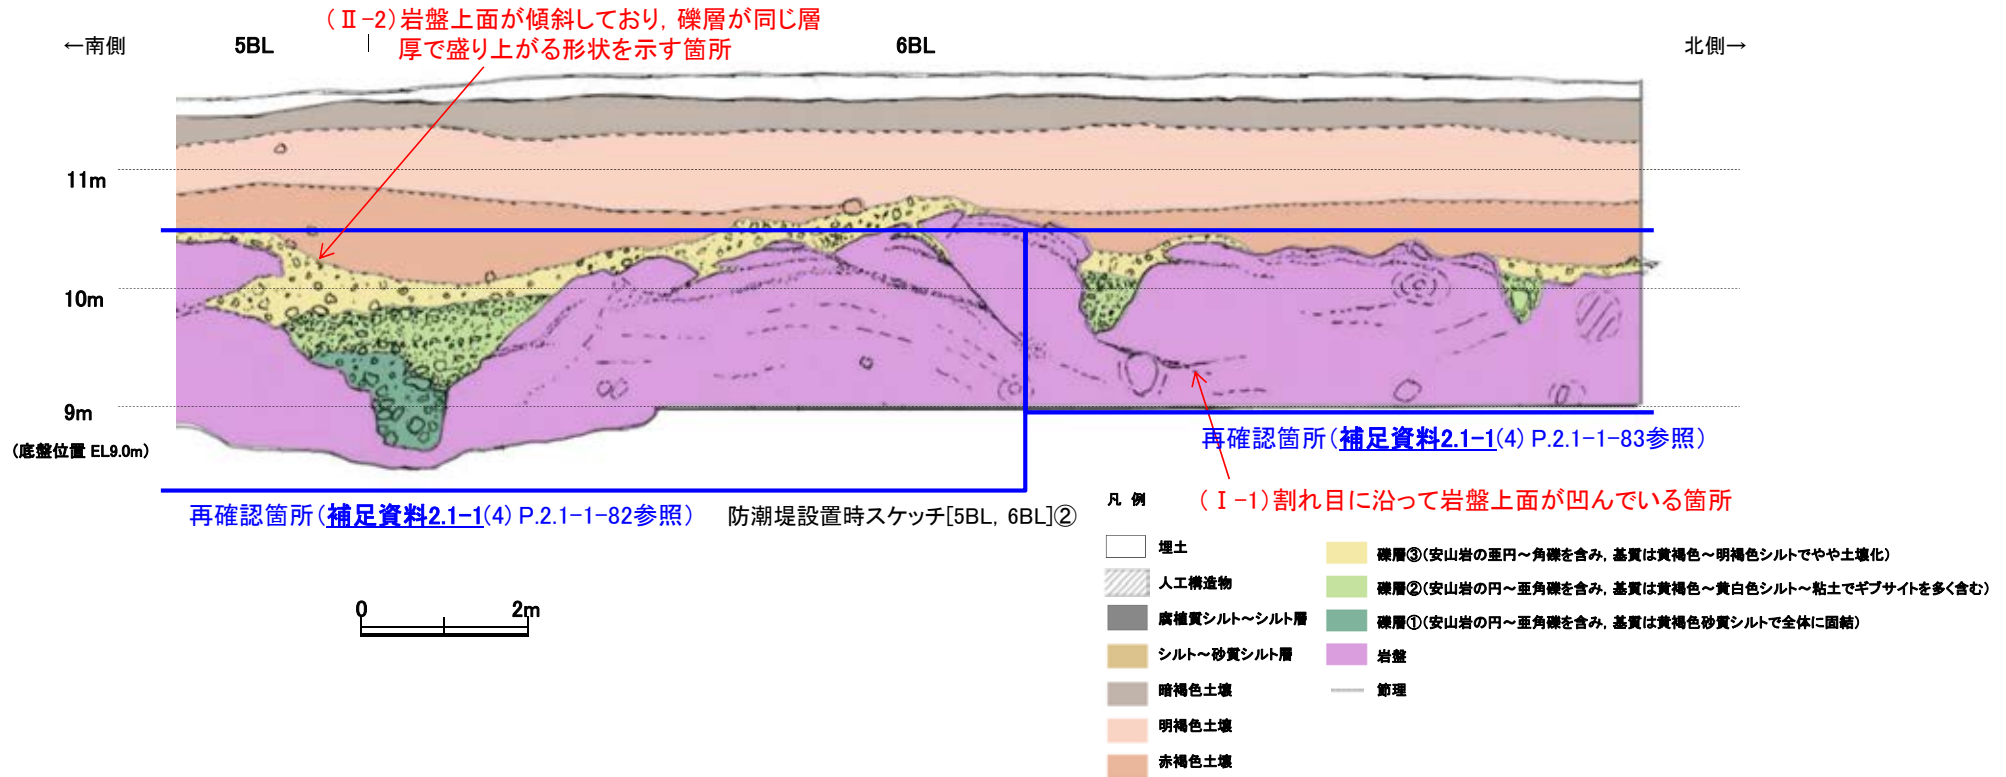 (Ⅱ-2)岩盤上面が傾斜しており, 礫層が同じ層
厚で盛り上がる形状を示す箇所
←南側
5BL
6BL
北側→
11m
10m
9m
(底盤位置 EL9.0m)
再確認箇所(補足資料2.1-1(4) P.2.1-1-83参照)
(Ⅰ-1)割れ目に沿って岩盤上面が凹んでいる箇所
再確認箇所(補足資料2.1-1(4) P.2.1-1-82参照)
防潮堤設置時スケッチ[5BL, 6BL]②
0
2m
凡 例
埋土
人工構造物
腐植質シルト～シルト層
シルト～砂質シルト層
暗褐色土壌
明褐色土壌
赤褐色土壌
礫層③(安山岩の亜円～角礫を含み, 基質は黄褐色～明褐色シルトでやや土壌化)
礫層②(安山岩の円～亜角礫を含み, 基質は黄褐色～黄白色シルト～粘土でギブサイトを多く含む)
礫層①(安山岩の円～亜角礫を含み, 基質は黄褐色砂質シルトで全体に固結)
岩盤
節理